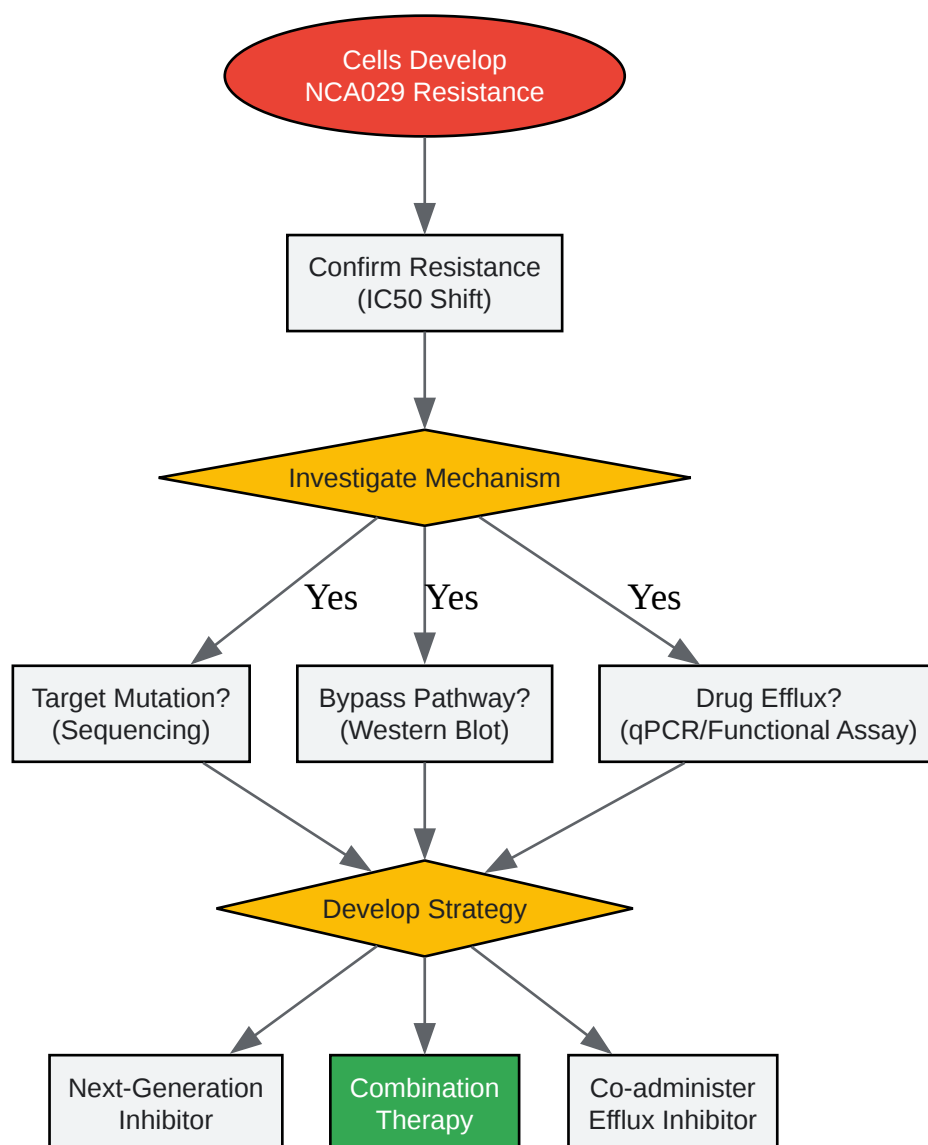 Cells Develop
NCA029 Resistance
Confirm Resistance
(IC50 Shift)
Investigate Mechanism
Yes
Yes
Yes
Target Mutation?
(Sequencing)
Bypass Pathway?
(Western Blot)
Drug Efflux?
(qPCR/Functional Assay)
Develop Strategy
Next-Generation
Inhibitor
Combination
Therapy
Co-administer
Efflux Inhibitor